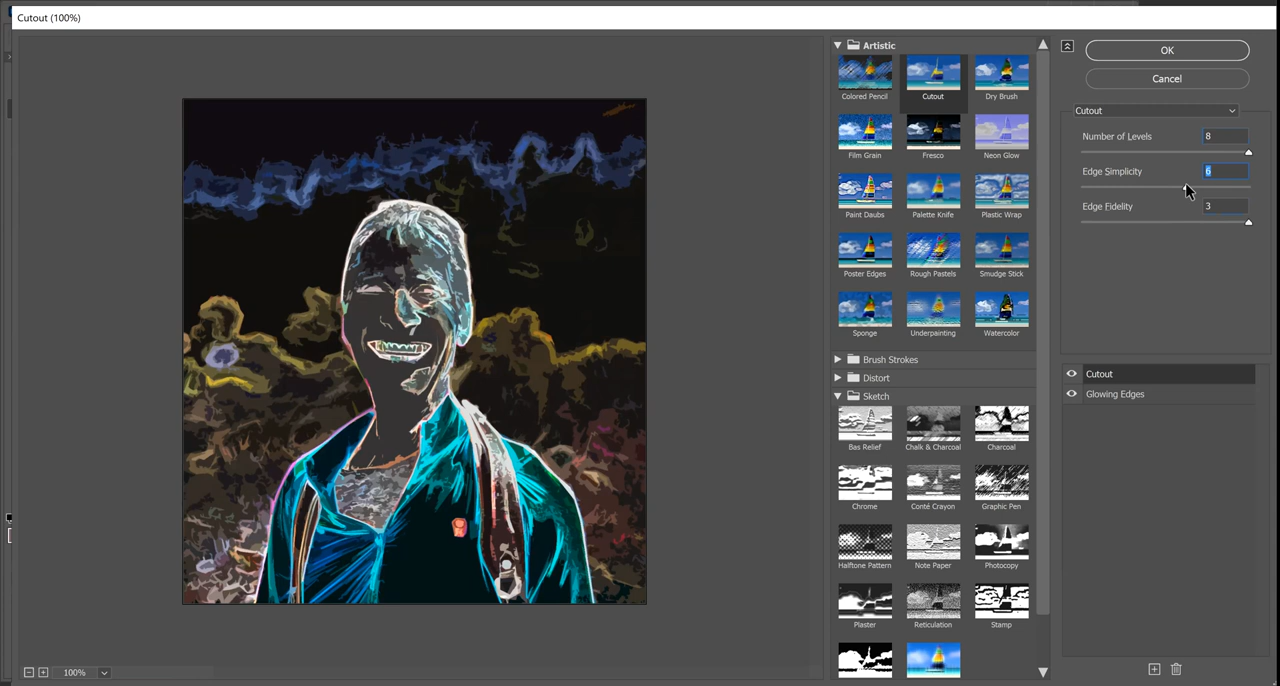 Cutout (100%)
Artistic
Colored Pencil
Cutout
Dry Brush
Film Grain
Fresco
Neon Glow
Paint Daubs
Palette Knife
Plastic Wrap
Poster Edges
Rough Pastels
Smudge Stick
Sponge
Underpainting
Watercolor
Brush Strokes
Distort
Sketch
Bas Relief
Chalk & Charcoal
Charcoal
Chrome
Conté Crayon
Graphic Pen
Halftone Pattern
Note Paper
Photocopy
Plaster
Reticulation
Stamp
OK
Cancel
Cutout
Number of Levels 8
Edge Simplicity 6
Edge Fidelity 3
Cutout
Glowing Edges
100%